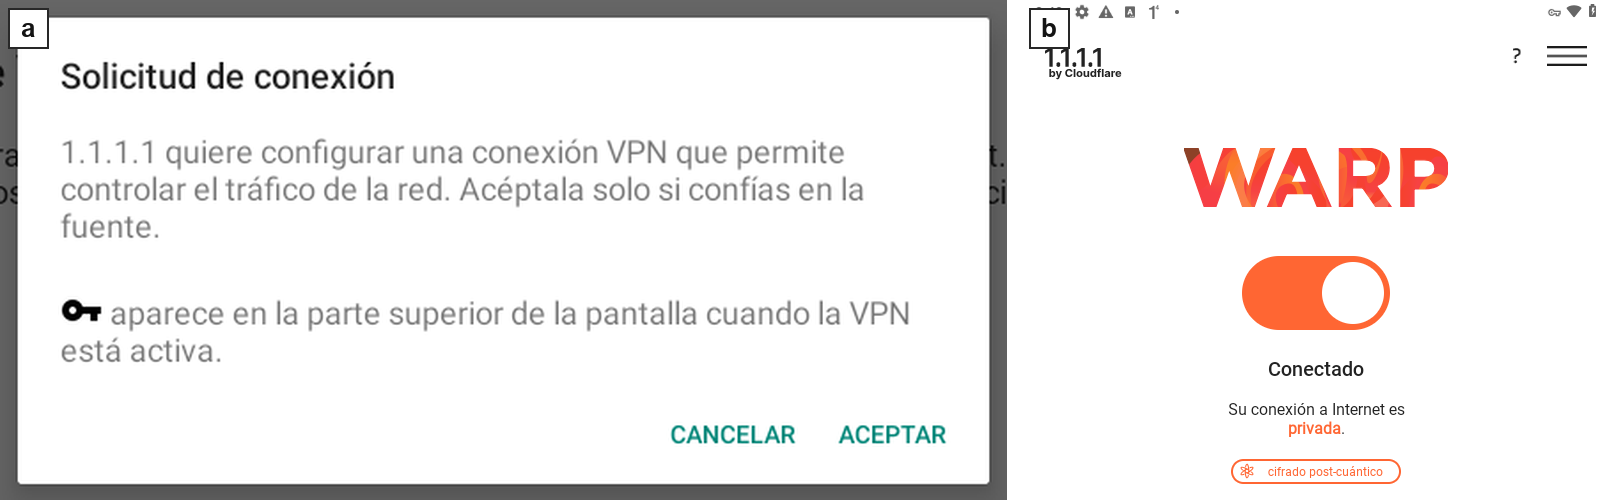 a
Solicitud de conexión
1.1.1.1 quiere configurar una conexión VPN que permite
controlar el tráfico de la red. Acéptala solo si confías en la
fuente.
aparece en la parte superior de la pantalla cuando la VPN
está activa.
CANCELAR ACEPTAR
b
1.1.1.1
by Cloudflare
?
WARP
Conectado
Su conexión a Internet es
privada.
cifrado post-cuántico